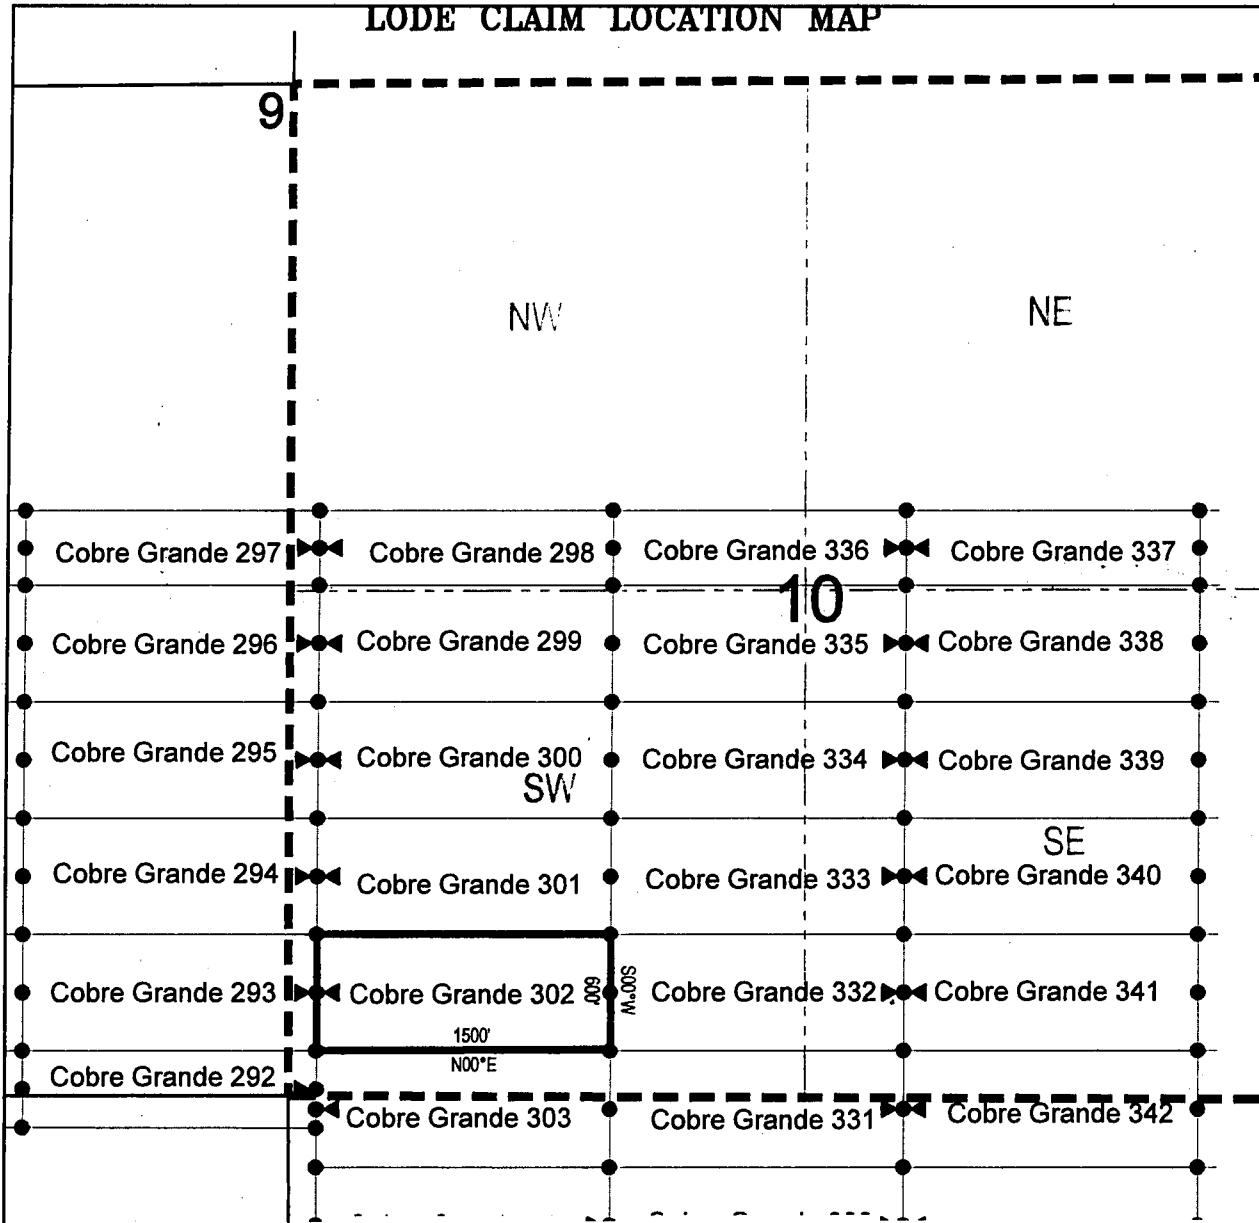 LODE CLAIM LOCATION MAP
9
NW
NE
Cobre Grande 297
Cobre Grande 298
Cobre Grande 336
Cobre Grande 337
10
Cobre Grande 296
Cobre Grande 299
Cobre Grande 335
Cobre Grande 338
Cobre Grande 295
Cobre Grande 300
Cobre Grande 334
Cobre Grande 339
SW
SE
Cobre Grande 294
Cobre Grande 301
Cobre Grande 333
Cobre Grande 340
Cobre Grande 293
Cobre Grande 302
600'
S00°W
Cobre Grande 332
Cobre Grande 341
1500'
N00°E
Cobre Grande 292
Cobre Grande 303
Cobre Grande 331
Cobre Grande 342